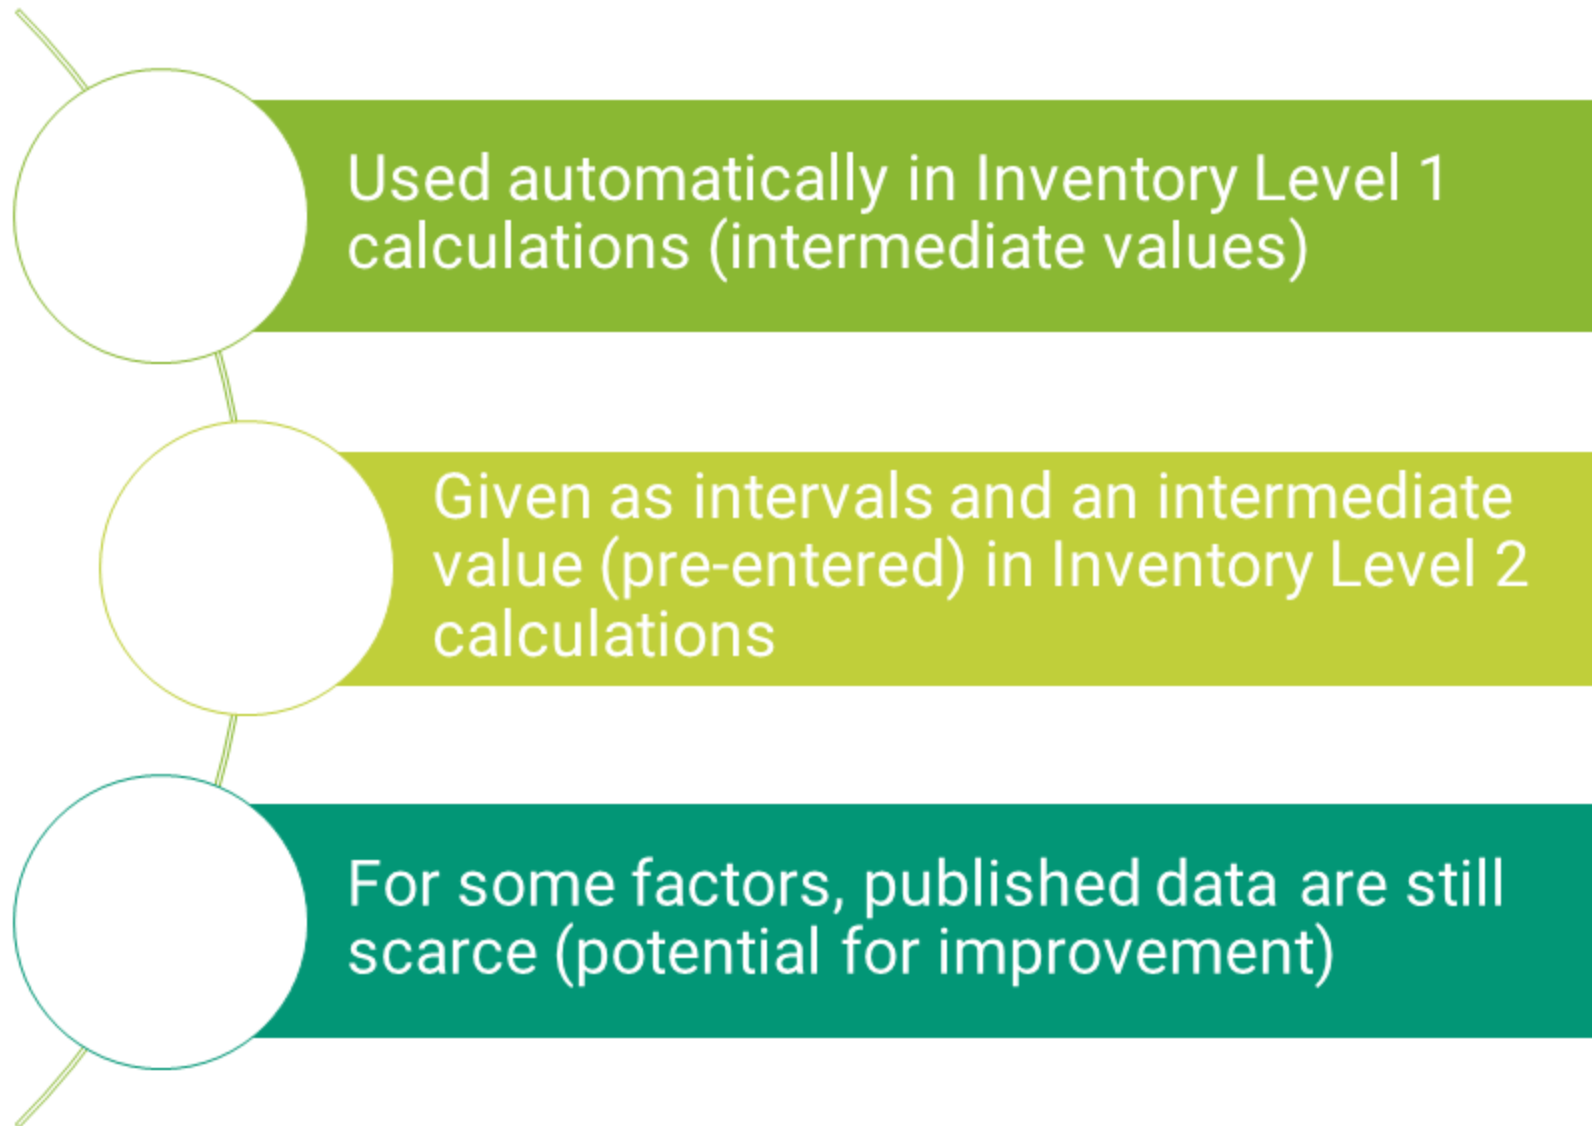 Used automatically in Inventory Level 1
calculations (intermediate values)
Given as intervals and an intermediate
value (pre-entered) in Inventory Level 2
calculations
For some factors, published data are still
scarce (potential for improvement)